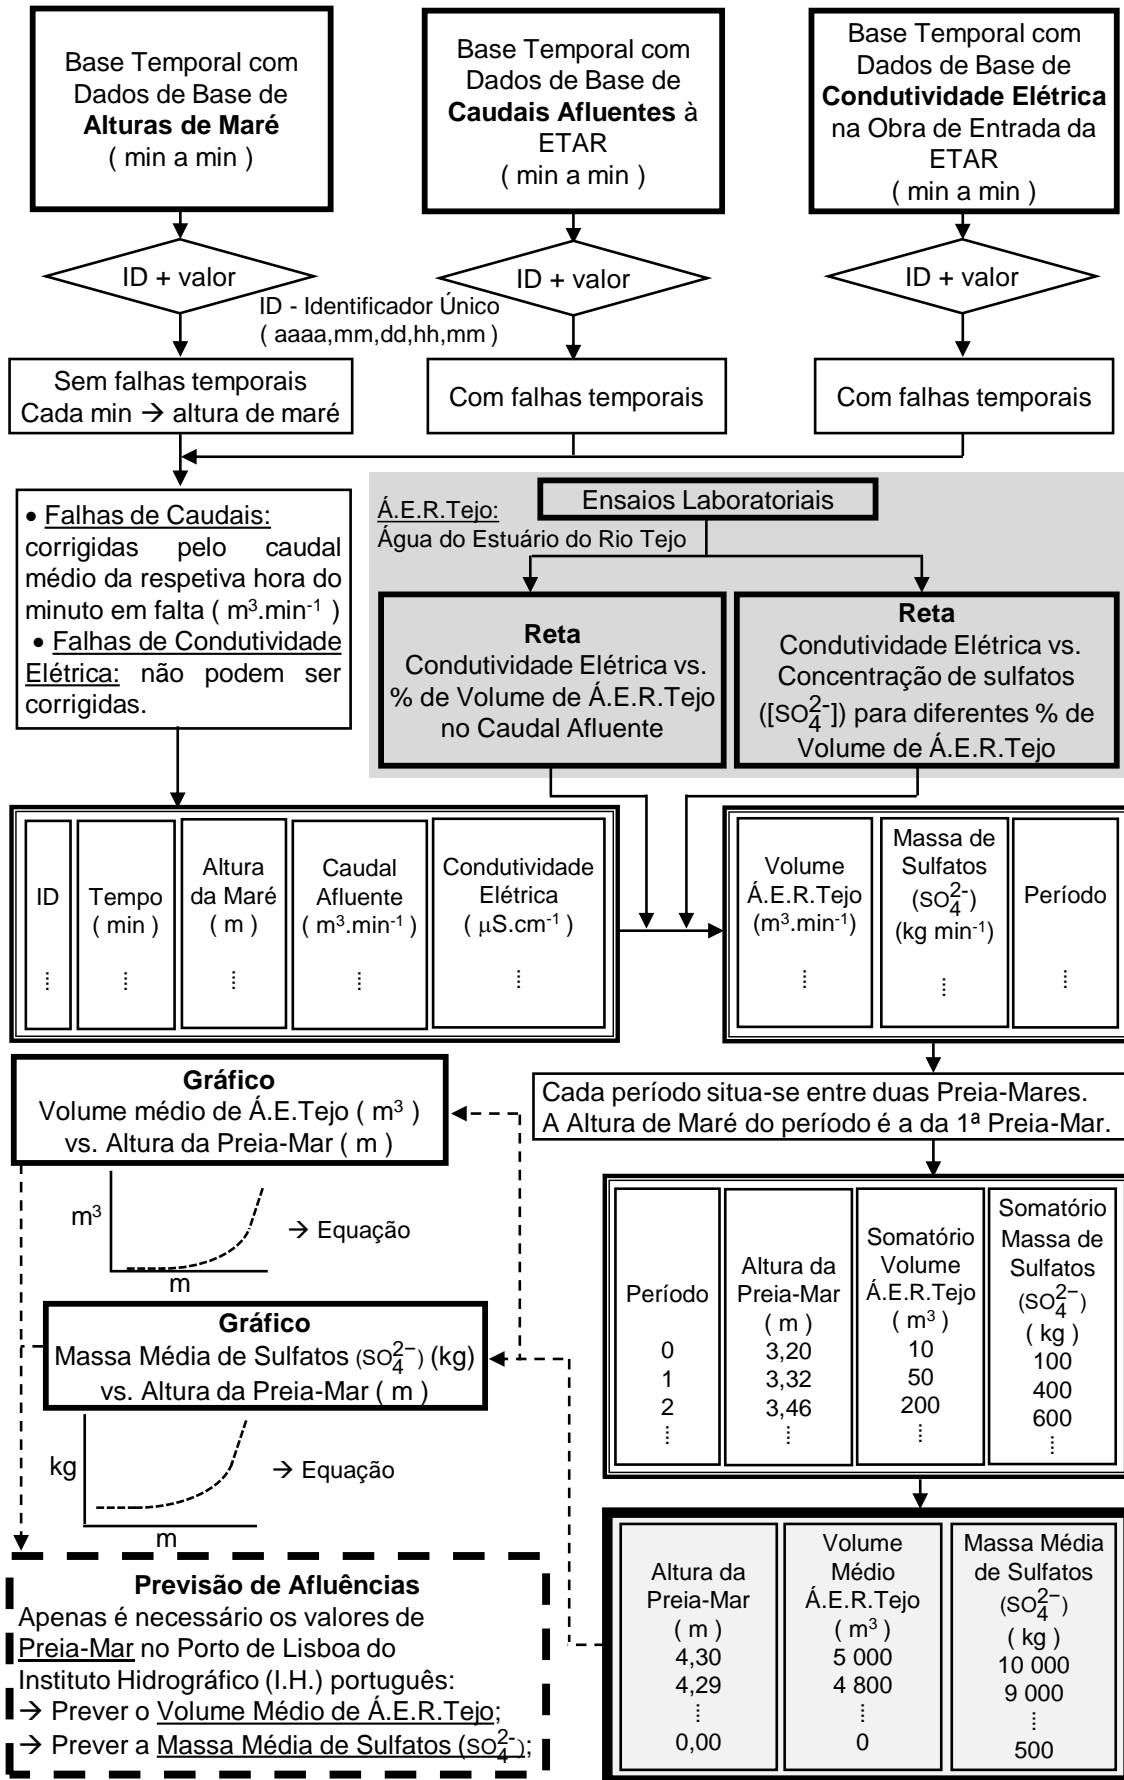 Base Temporal com
Dados de Base de
Alturas de Maré
( min a min )
Base Temporal com
Dados de Base de
Caudais Afluentes à
ETAR
( min a min )
Base Temporal com
Dados de Base de
Condutividade Elétrica
na Obra de Entrada da
ETAR
( min a min )
ID + valor
ID + valor
ID + valor
ID - Identificador Único
( aaaa,mm,dd,hh,mm )
Sem falhas temporais
Cada min → altura de maré
Com falhas temporais
Com falhas temporais
• Falhas de Caudais:
corrigidas pelo caudal
médio da respetiva hora do
minuto em falta ( m³.min⁻¹ )
• Falhas de Condutividade
Elétrica: não podem ser
corrigidas.
Ensaios Laboratoriais
Á.E.R.Tejo:
Água do Estuário do Rio Tejo
Reta
Condutividade Elétrica vs.
% de Volume de Á.E.R.Tejo
no Caudal Afluente
Reta
Condutividade Elétrica vs.
Concentração de sulfatos
([SO₄²⁻]) para diferentes % de
Volume de Á.E.R.Tejo
ID
⁞
Tempo
( min )
⁞
Altura
da Maré
( m )
⁞
Caudal
Afluente
( m³.min⁻¹ )
⁞
Condutividade
Elétrica
( μS.cm⁻¹ )
⁞
Volume
Á.E.R.Tejo
(m³.min⁻¹)
⁞
Massa de
Sulfatos
(SO₄²⁻)
(kg min⁻¹)
⁞
Período
⁞
Cada período situa-se entre duas Preia-Mares.
A Altura de Maré do período é a da 1ª Preia-Mar.
Gráfico
Volume médio de Á.E.Tejo ( m³ )
vs. Altura da Preia-Mar ( m )
m³
→ Equação
m
Gráfico
Massa Média de Sulfatos (SO₄²⁻) (kg)
vs. Altura da Preia-Mar ( m )
kg
→ Equação
m
Período
0
1
2
⁞
Altura da
Preia-Mar
( m )
3,20
3,32
3,46
⁞
Somatório
Volume
Á.E.R.Tejo
( m³ )
10
50
200
⁞
Somatório
Massa de
Sulfatos
(SO₄²⁻)
( kg )
100
400
600
⁞
Altura da
Preia-Mar
( m )
4,30
4,29
⁞
0,00
Volume
Médio
Á.E.R.Tejo
( m³ )
5 000
4 800
⁞
0
Massa Média
de Sulfatos
(SO₄²⁻)
( kg )
10 000
9 000
⁞
500
Previsão de Afluências
Apenas é necessário os valores de
Preia-Mar no Porto de Lisboa do
Instituto Hidrográfico (I.H.) português:
→ Prever o Volume Médio de Á.E.R.Tejo;
→ Prever a Massa Média de Sulfatos (SO₄²⁻);